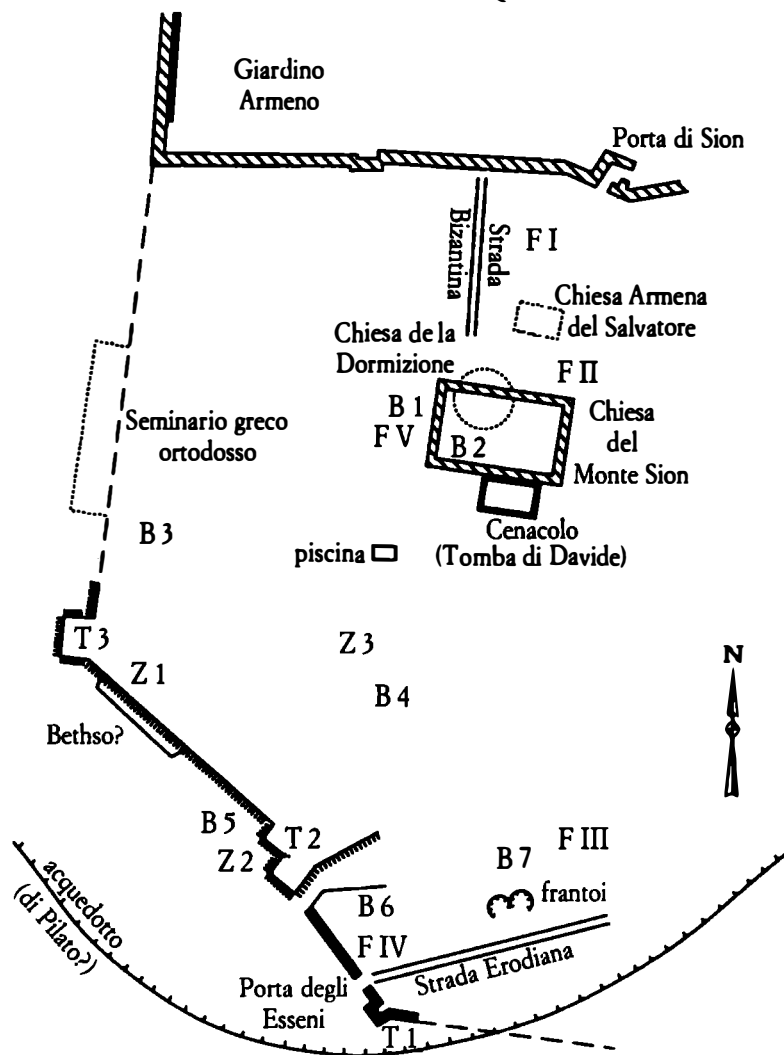 Giardino
Armeno
Porta di Sion
Strada
Bizantina
F I
Chiesa Armena
del Salvatore
Chiesa de la
Dormizione
F II
B 1
F V
B 2
Chiesa
del
Monte Sion
Seminario greco
ortodosso
Cenacolo
(Tomba di Davide)
B 3
piscina
T 3
Z 1
Z 3
N
B 4
Bethso?
B 5
T 2
Z 2
F III
B 7
frantoi
acquedotto
(di Pilato?)
B 6
F IV
Strada Erodiana
Porta degli
Esseni
T 1